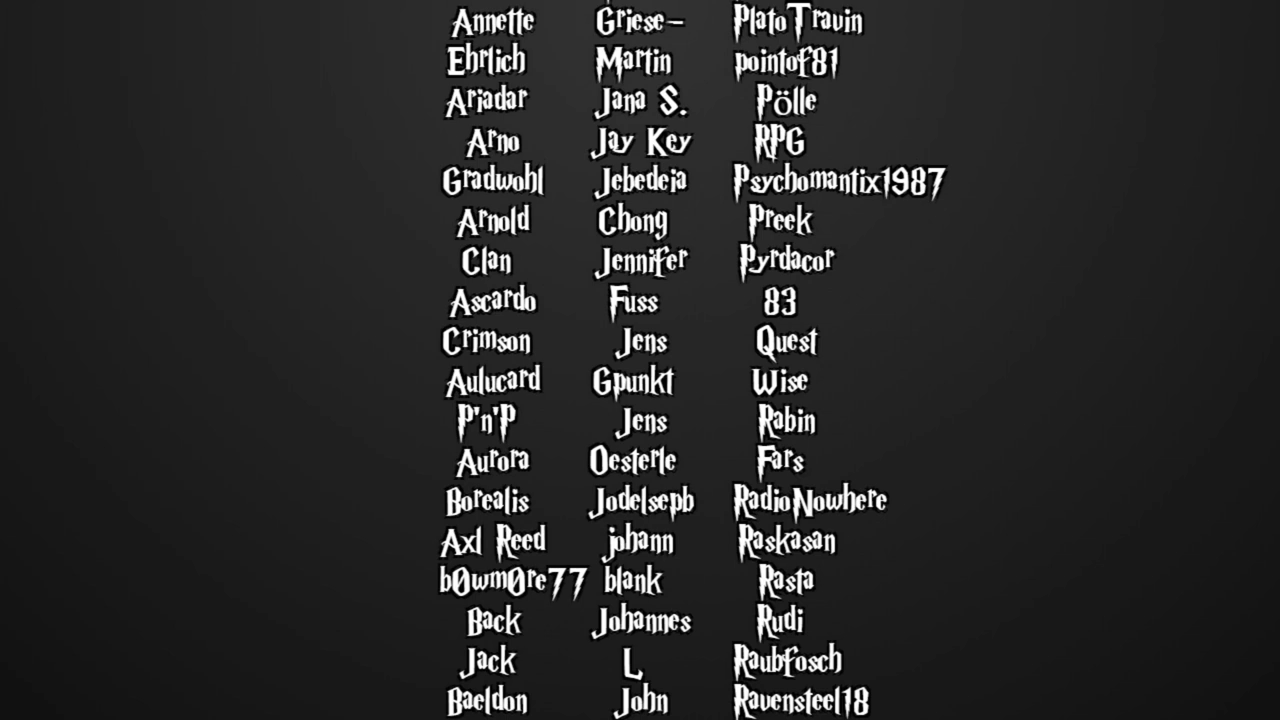 Annette Griese- PlatoTravin
Ehrlich Martin pointof81
Ariadar Jana S. Pölle
Arno Jay Key RPG
Gradwohl Jebedeia Psychomantix1987
Arnold Chong Preek
Clan Jennifer Pyrdacor
Ascardo Fuss 83
Crimson Jens Quest
Aulucard Gpunkt Wise
P'n'P Jens Rabin
Aurora Oesterle Fars
Borealis Jodelsepb RadioNowhere
Axl Reed johann Raskasan
b0wm0re77 blank Rasta
Back Johannes Rudi
Jack L Raubfosch
Baeldon John Ravensteel18